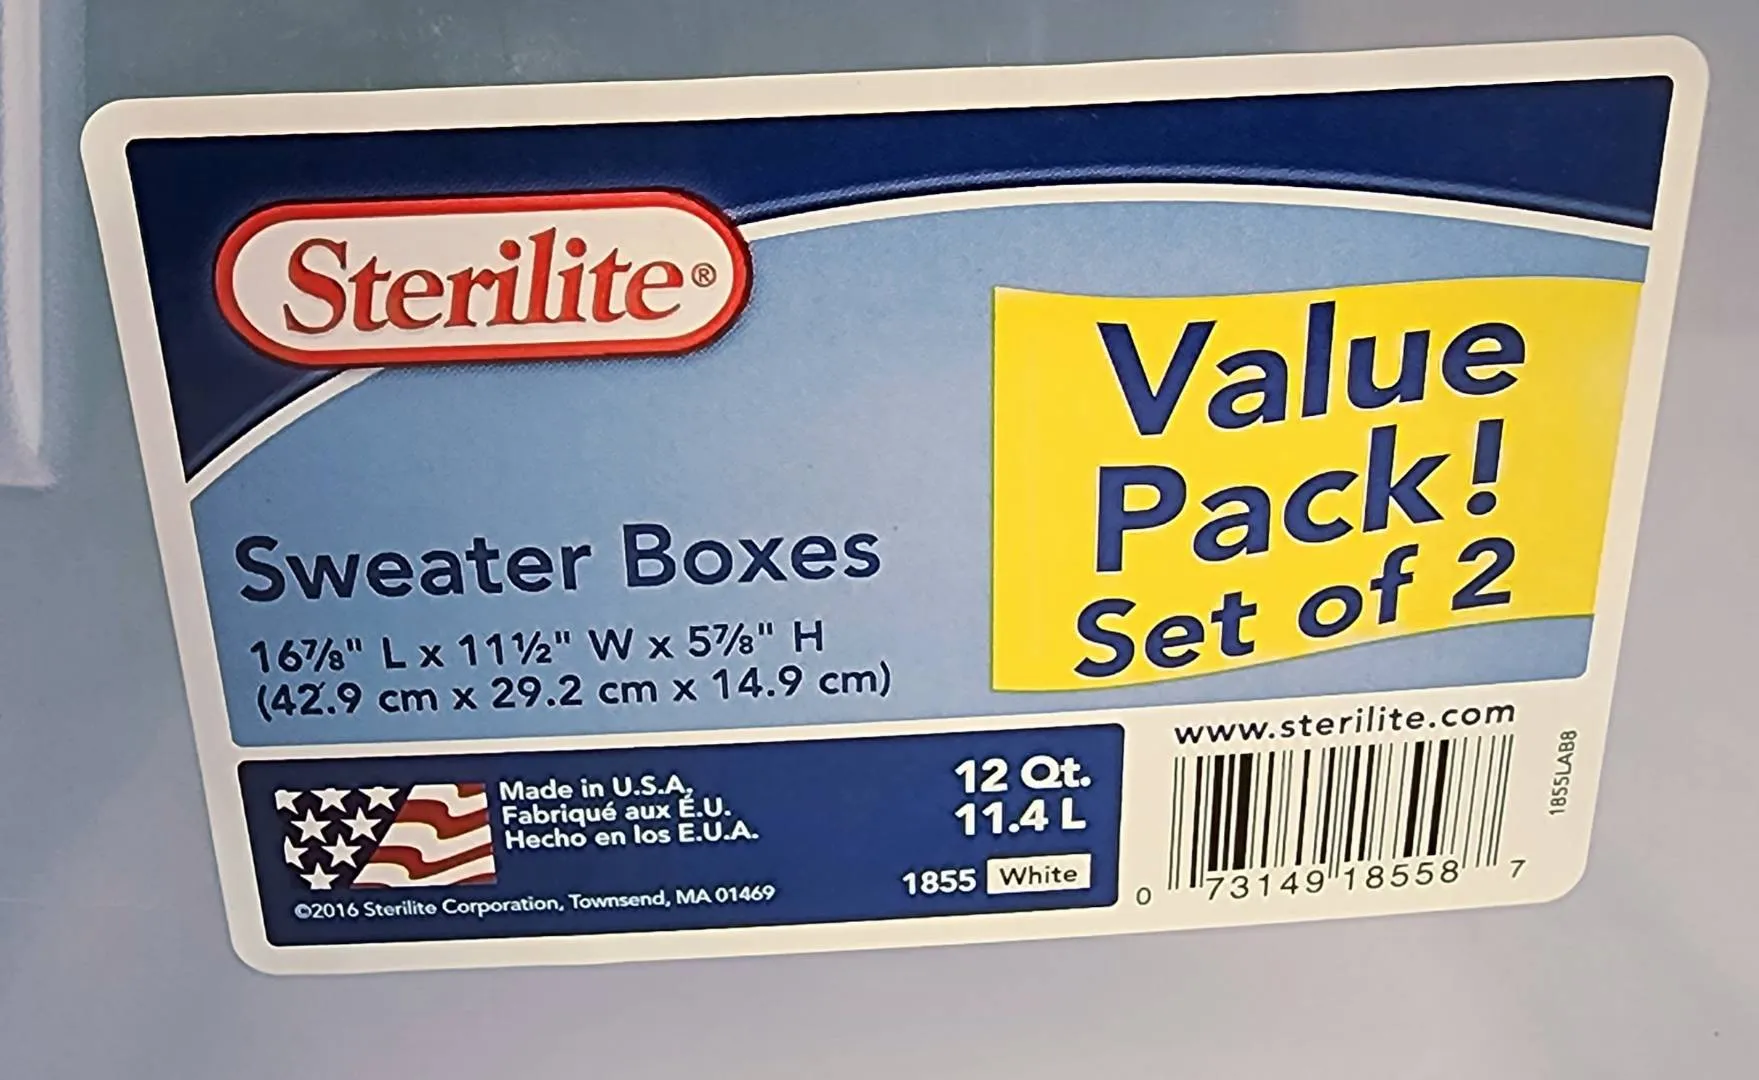 Sterilite®
Value
Pack!
Set of 2
Sweater Boxes
16⅞" L x 11½" W x 5⅞" H
(42.9 cm x 29.2 cm x 14.9 cm)
Made in U.S.A.
Fabriqué aux É.U.
Hecho en los E.U.A.
©2016 Sterilite Corporation, Townsend, MA 01469
12 Qt.
11.4 L
1855 White
www.sterilite.com
0 73149 18558 7
1855LAB8